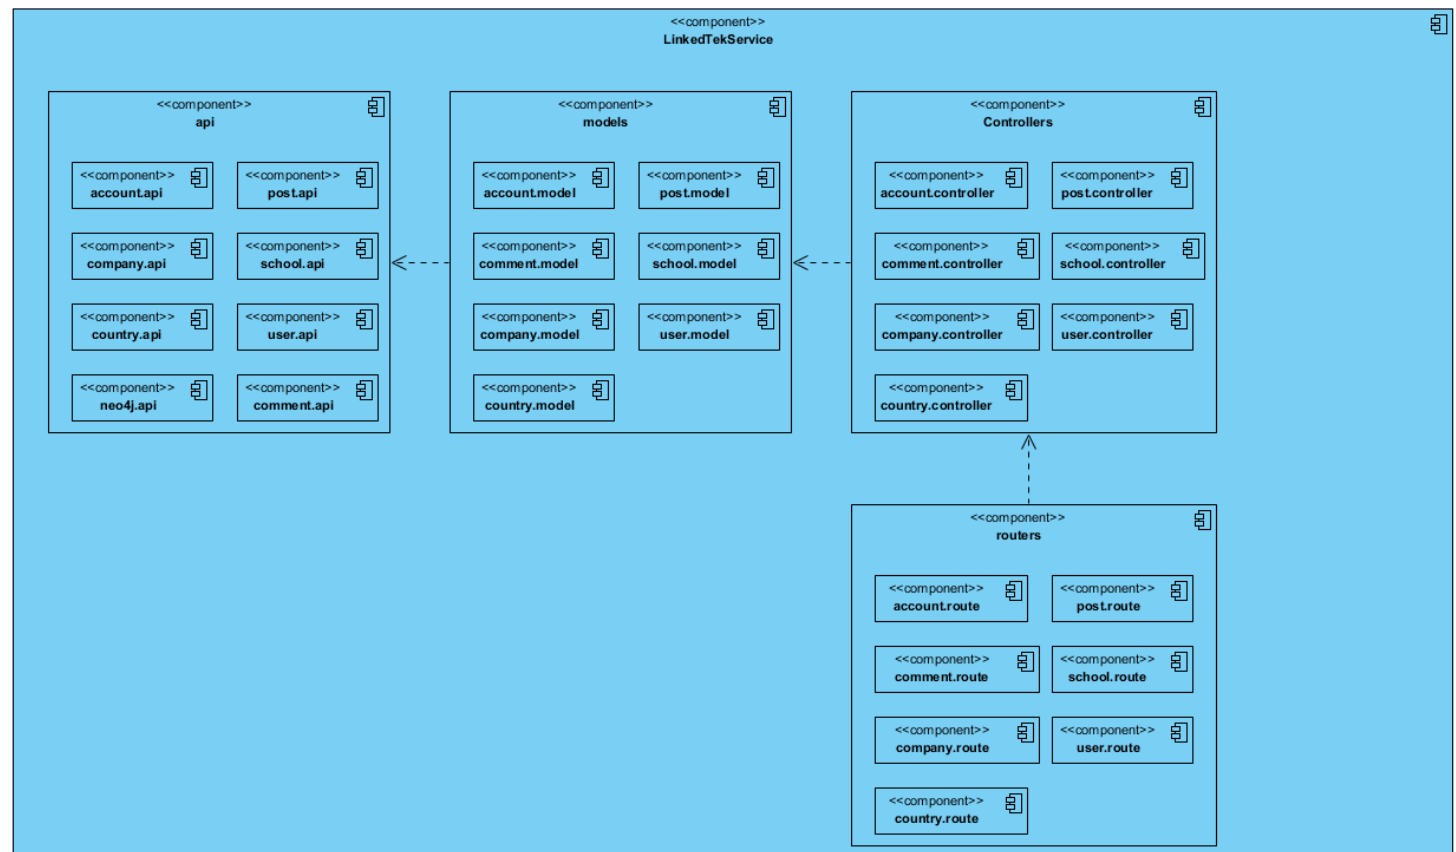 <<component>>
LinkedTekService
<<component>>
api
<<component>>
account.api
<<component>>
post.api
<<component>>
company.api
<<component>>
school.api
<<component>>
country.api
<<component>>
user.api
<<component>>
neo4j.api
<<component>>
comment.api
<<component>>
models
<<component>>
account.model
<<component>>
post.model
<<component>>
comment.model
<<component>>
school.model
<<component>>
company.model
<<component>>
user.model
<<component>>
country.model
<<component>>
Controllers
<<component>>
account.controller
<<component>>
post.controller
<<component>>
comment.controller
<<component>>
school.controller
<<component>>
company.controller
<<component>>
user.controller
<<component>>
country.controller
<<component>>
routers
<<component>>
account.route
<<component>>
post.route
<<component>>
comment.route
<<component>>
school.route
<<component>>
company.route
<<component>>
user.route
<<component>>
country.route